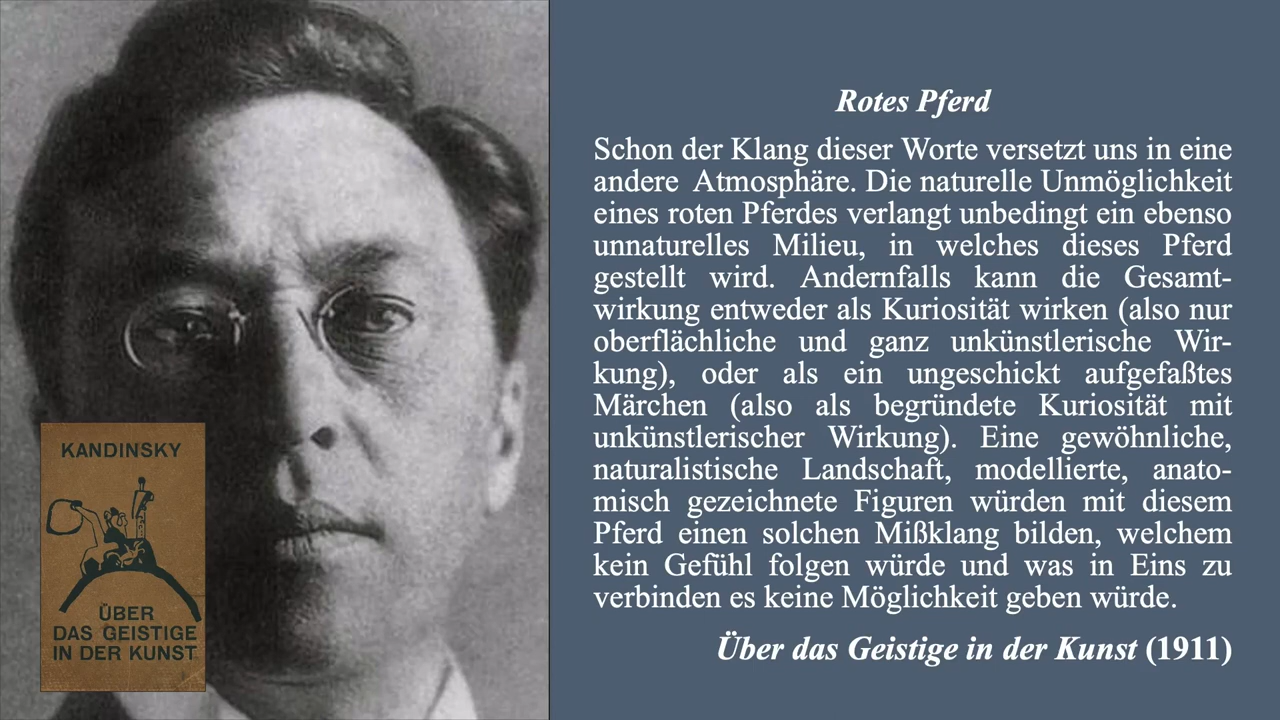 KANDINSKY
ÜBER
DAS GEISTIGE
IN DER KUNST
Rotes Pferd
Schon der Klang dieser Worte versetzt uns in eine
andere Atmosphäre. Die naturelle Unmöglichkeit
eines roten Pferdes verlangt unbedingt ein ebenso
unnaturelles Milieu, in welches dieses Pferd
gestellt wird. Andernfalls kann die Gesamt-
wirkung entweder als Kuriosität wirken (also nur
oberflächliche und ganz unkünstlerische Wir-
kung), oder als ein ungeschickt aufgefaßtes
Märchen (also als begründete Kuriosität mit
unkünstlerischer Wirkung). Eine gewöhnliche,
naturalistische Landschaft, modellierte, anato-
misch gezeichnete Figuren würden mit diesem
Pferd einen solchen Mißklang bilden, welchem
kein Gefühl folgen würde und was in Eins zu
verbinden es keine Möglichkeit geben würde.
Über das Geistige in der Kunst (1911)